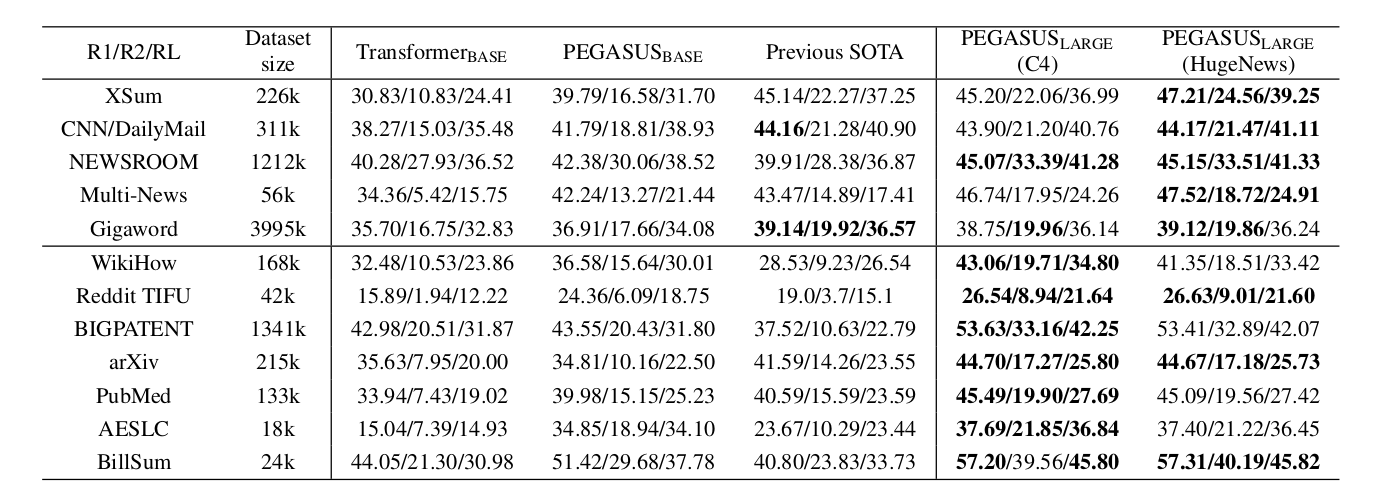 R1/R2/RL Dataset size Transformer_BASE PEGASUS_BASE Previous SOTA PEGASUS_LARGE (C4) PEGASUS_LARGE (HugeNews)
XSum 226k 30.83/10.83/24.41 39.79/16.58/31.70 45.14/22.27/37.25 45.20/22.06/36.99 47.21/24.56/39.25
CNN/DailyMail 311k 38.27/15.03/35.48 41.79/18.81/38.93 44.16/21.28/40.90 43.90/21.20/40.76 44.17/21.47/41.11
NEWSROOM 1212k 40.28/27.93/36.52 42.38/30.06/38.52 39.91/28.38/36.87 45.07/33.39/41.28 45.15/33.51/41.33
Multi-News 56k 34.36/5.42/15.75 42.24/13.27/21.44 43.47/14.89/17.41 46.74/17.95/24.26 47.52/18.72/24.91
Gigaword 3995k 35.70/16.75/32.83 36.91/17.66/34.08 39.14/19.92/36.57 38.75/19.96/36.14 39.12/19.86/36.24
WikiHow 168k 32.48/10.53/23.86 36.58/15.64/30.01 28.53/9.23/26.54 43.06/19.71/34.80 41.35/18.51/33.42
Reddit TIFU 42k 15.89/1.94/12.22 24.36/6.09/18.75 19.0/3.7/15.1 26.54/8.94/21.64 26.63/9.01/21.60
BIGPATENT 1341k 42.98/20.51/31.87 43.55/20.43/31.80 37.52/10.63/22.79 53.63/33.16/42.25 53.41/32.89/42.07
arXiv 215k 35.63/7.95/20.00 34.81/10.16/22.50 41.59/14.26/23.55 44.70/17.27/25.80 44.67/17.18/25.73
PubMed 133k 33.94/7.43/19.02 39.98/15.15/25.23 40.59/15.59/23.59 45.49/19.90/27.69 45.09/19.56/27.42
AESLC 18k 15.04/7.39/14.93 34.85/18.94/34.10 23.67/10.29/23.44 37.69/21.85/36.84 37.40/21.22/36.45
BillSum 24k 44.05/21.30/30.98 51.42/29.68/37.78 40.80/23.83/33.73 57.20/39.56/45.80 57.31/40.19/45.82